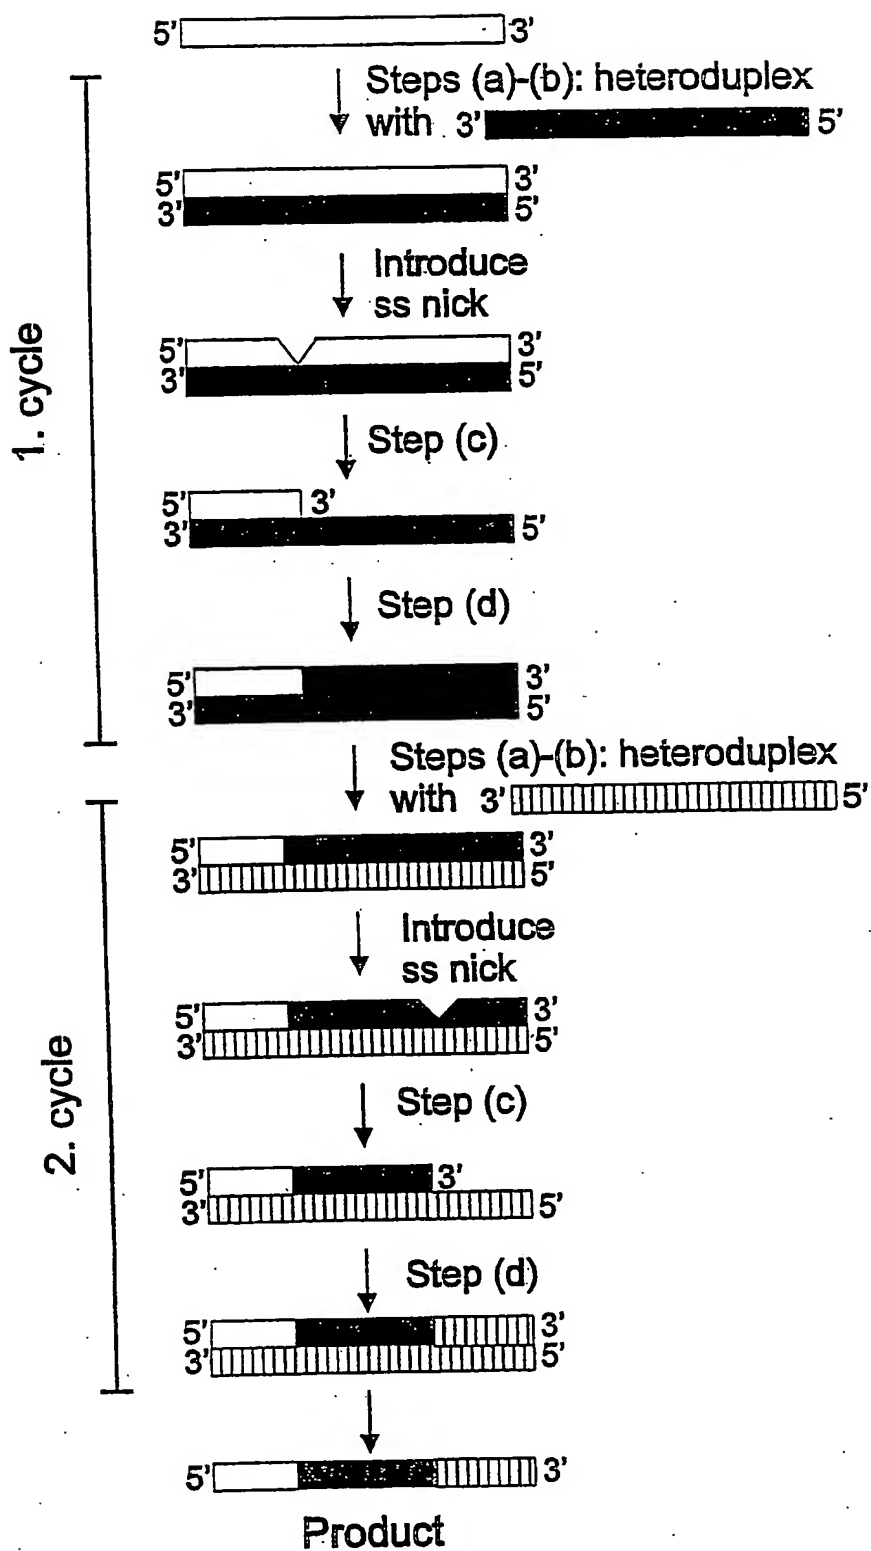 5' 3'
Steps (a)-(b): heteroduplex
with 3' 5'
5' 3'
3' 5'
Introduce
ss nick
5' 3'
3' 5'
1. cycle
Step (c)
5' 3'
3' 5'
Step (d)
5' 3'
3' 5'
Steps (a)-(b): heteroduplex
with 3' 5'
5' 3'
3' 5'
Introduce
ss nick
5' 3'
3' 5'
2. cycle
Step (c)
5' 3'
3' 5'
Step (d)
5' 3'
3' 5'
5' 3'
Product